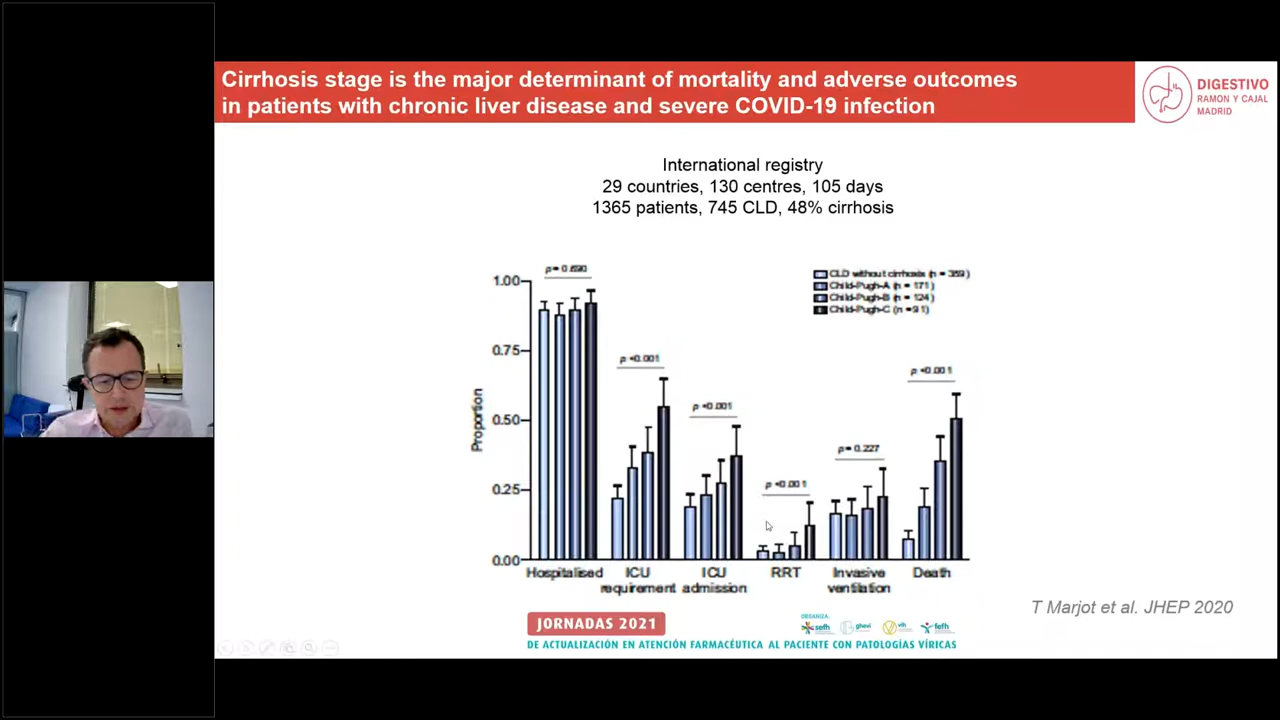 Cirrhosis stage is the major determinant of mortality and adverse outcomes
in patients with chronic liver disease and severe COVID-19 infection
DIGESTIVO
RAMON Y CAJAL
MADRID
International registry
29 countries, 130 centres, 105 days
1365 patients, 745 CLD, 48% cirrhosis
p = 0.690
CLD without cirrhosis (n = 359)
Child-Pugh-A (n = 171)
Child-Pugh-B (n = 124)
Child-Pugh-C (n = 91)
1.00
0.75
0.50
0.25
0.00
Proportion
p <0.001
p <0.001
p <0.001
p = 0.227
p <0.001
Hospitalised
ICU
requirement
ICU
admission
RRT
Invasive
ventilation
Death
T Marjot et al. JHEP 2020
JORNADAS 2021
ORGANIZA:
sefh
ghevi
vih
fefh
DE ACTUALIZACIÓN EN ATENCIÓN FARMACÉUTICA AL PACIENTE CON PATOLOGÍAS VÍRICAS